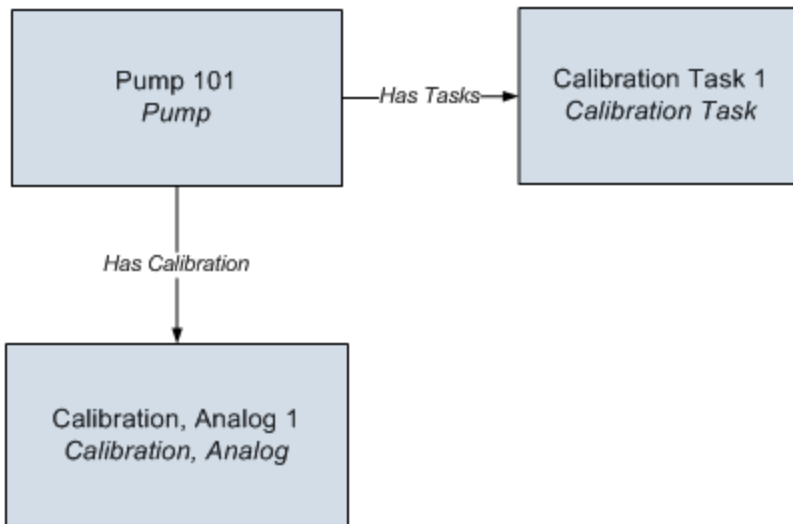 Pump 101
Pump
Has Tasks
Calibration Task 1
Calibration Task
Has Calibration
Calibration, Analog 1
Calibration, Analog